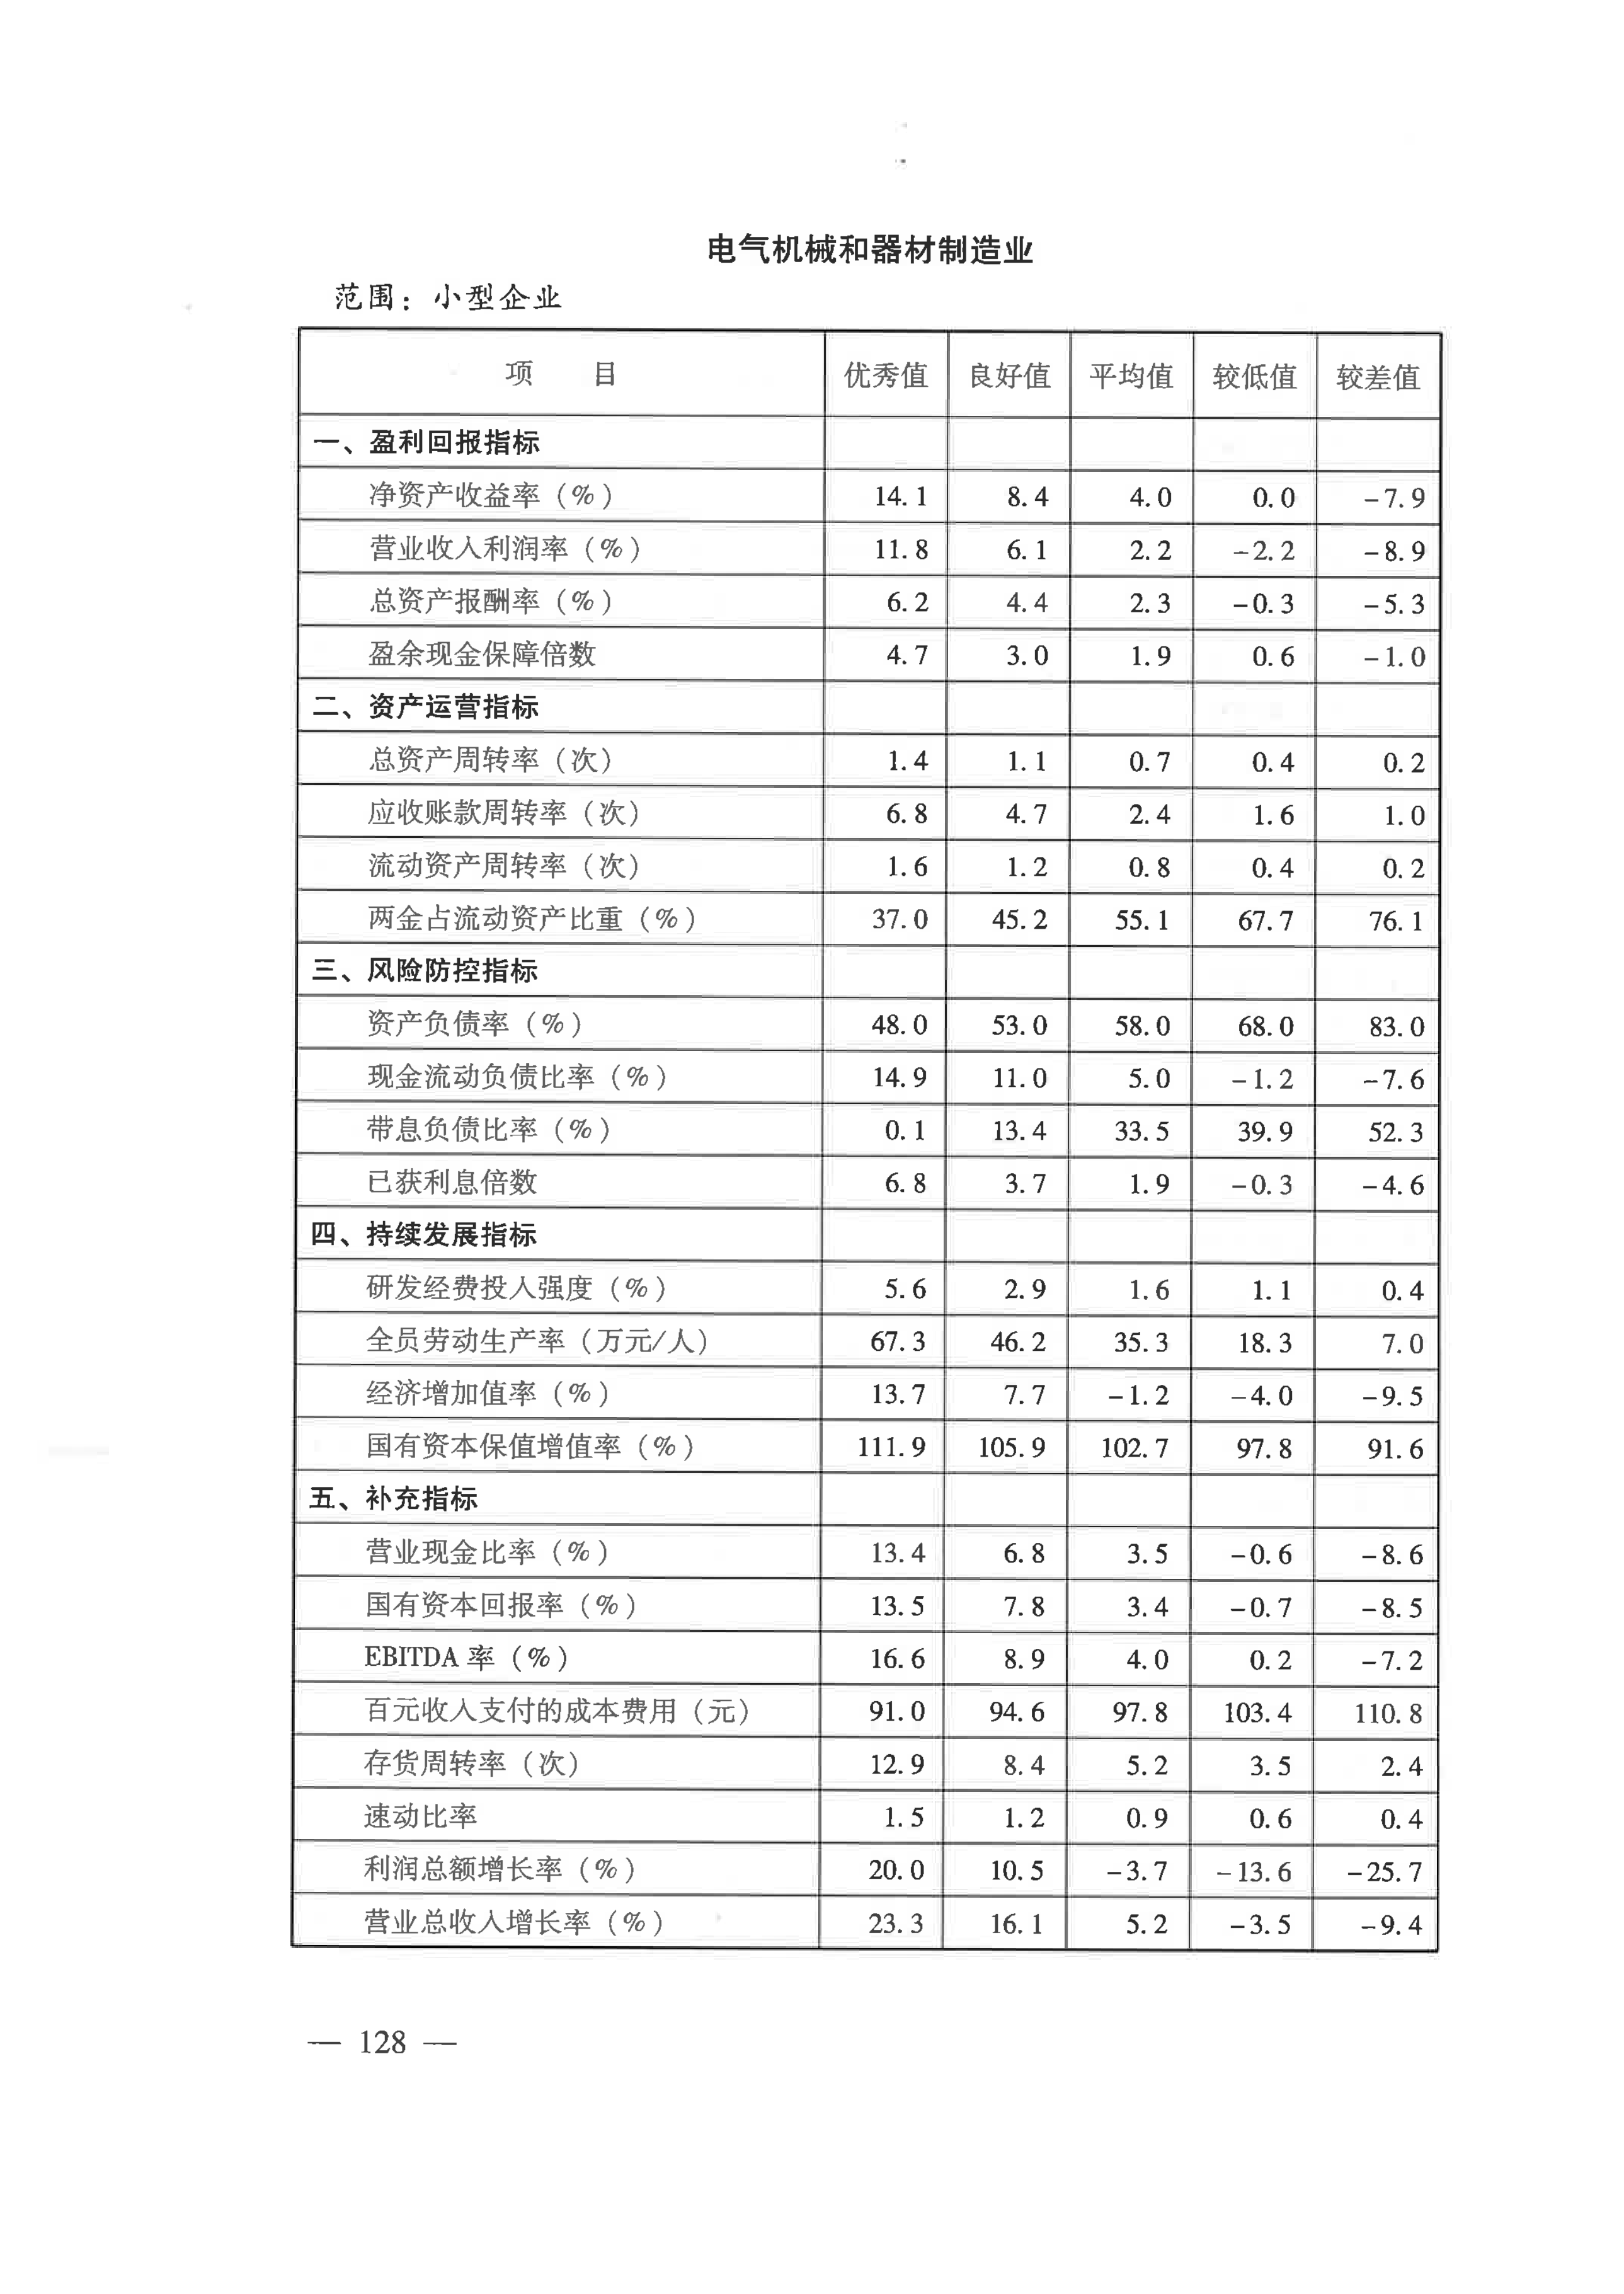 电气机械和器材制造业
范围：小型企业
项 目 优秀值 良好值 平均值 较低值 较差值
一、盈利回报指标
净资产收益率（%） 14.1 8.4 4.0 0.0 -7.9
营业收入利润率（%） 11.8 6.1 2.2 -2.2 -8.9
总资产报酬率（%） 6.2 4.4 2.3 -0.3 -5.3
盈余现金保障倍数 4.7 3.0 1.9 0.6 -1.0
二、资产运营指标
总资产周转率（次） 1.4 1.1 0.7 0.4 0.2
应收账款周转率（次） 6.8 4.7 2.4 1.6 1.0
流动资产周转率（次） 1.6 1.2 0.8 0.4 0.2
两金占流动资产比重（%） 37.0 45.2 55.1 67.7 76.1
三、风险防控指标
资产负债率（%） 48.0 53.0 58.0 68.0 83.0
现金流动负债比率（%） 14.9 11.0 5.0 -1.2 -7.6
带息负债比率（%） 0.1 13.4 33.5 39.9 52.3
已获利息倍数 6.8 3.7 1.9 -0.3 -4.6
四、持续发展指标
研发经费投入强度（%） 5.6 2.9 1.6 1.1 0.4
全员劳动生产率（万元/人） 67.3 46.2 35.3 18.3 7.0
经济增加值率（%） 13.7 7.7 -1.2 -4.0 -9.5
国有资本保值增值率（%） 111.9 105.9 102.7 97.8 91.6
五、补充指标
营业现金比率（%） 13.4 6.8 3.5 -0.6 -8.6
国有资本回报率（%） 13.5 7.8 3.4 -0.7 -8.5
EBITDA 率（%） 16.6 8.9 4.0 0.2 -7.2
百元收入支付的成本费用（元） 91.0 94.6 97.8 103.4 110.8
存货周转率（次） 12.9 8.4 5.2 3.5 2.4
速动比率 1.5 1.2 0.9 0.6 0.4
利润总额增长率（%） 20.0 10.5 -3.7 -13.6 -25.7
营业总收入增长率（%） 23.3 16.1 5.2 -3.5 -9.4
— 128 —